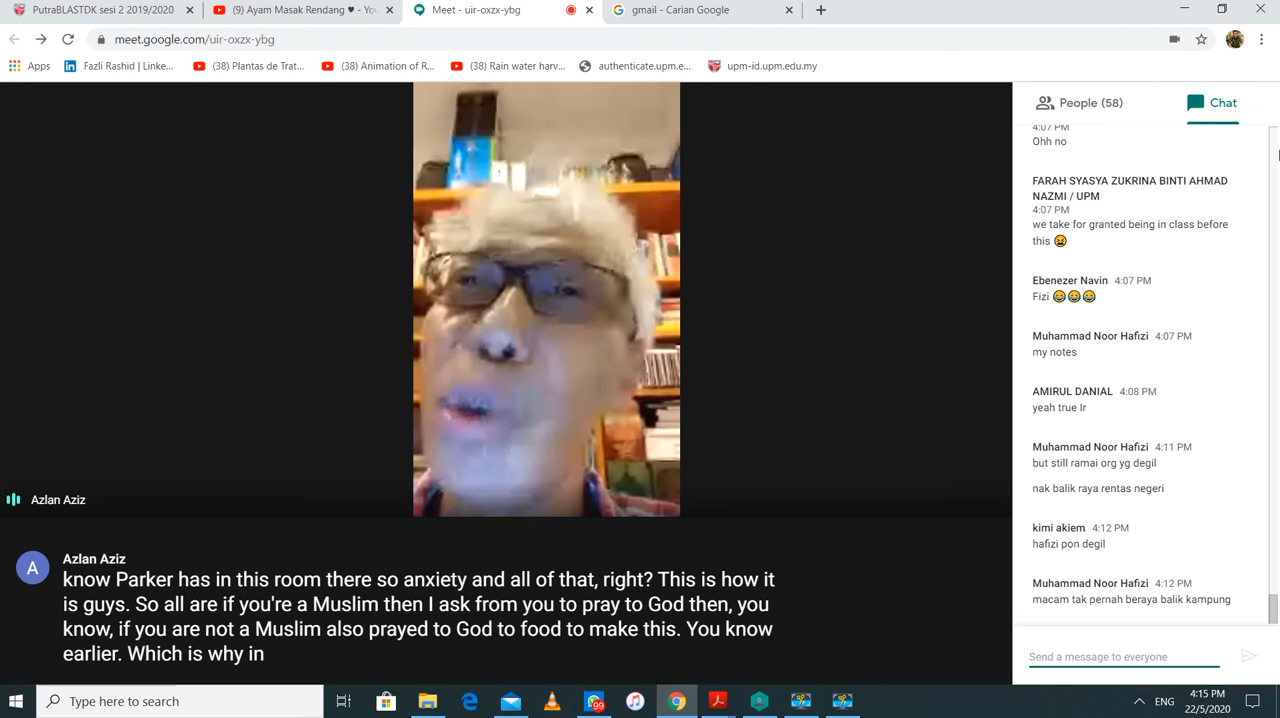 PutraBLASTDK sesi 2 2019/2020
(9) Ayam Masak Rendang ♥ - You
Meet - uir-oxzx-ybg
gmail - Carian Google
meet.google.com/uir-oxzx-ybg
Apps
Fazli Rashid | Linke...
(38) Plantas de Trat...
(38) Animation of R...
(38) Rain water harv...
authenticate.upm.e...
upm-id.upm.edu.my
People (58)
Chat
4:07 PM
Ohh no
FARAH SYASYA ZUKRINA BINTI AHMAD
NAZMI / UPM
4:07 PM
we take for granted being in class before
this 😫
Ebenezer Navin 4:07 PM
Fizi 😂😂😂
Muhammad Noor Hafizi 4:07 PM
my notes
AMIRUL DANIAL 4:08 PM
yeah true Ir
Muhammad Noor Hafizi 4:11 PM
but still ramai org yg degil
nak balik raya rentas negeri
kimi akiem 4:12 PM
hafizi pon degil
Muhammad Noor Hafizi 4:12 PM
macam tak pernah beraya balik kampung
Send a message to everyone
Azlan Aziz
A
Azlan Aziz
know Parker has in this room there so anxiety and all of that, right? This is how it
is guys. So all are if you're a Muslim then I ask from you to pray to God then, you
know, if you are not a Muslim also prayed to God to food to make this. You know
earlier. Which is why in
Type here to search
99
ENG
4:15 PM
22/5/2020